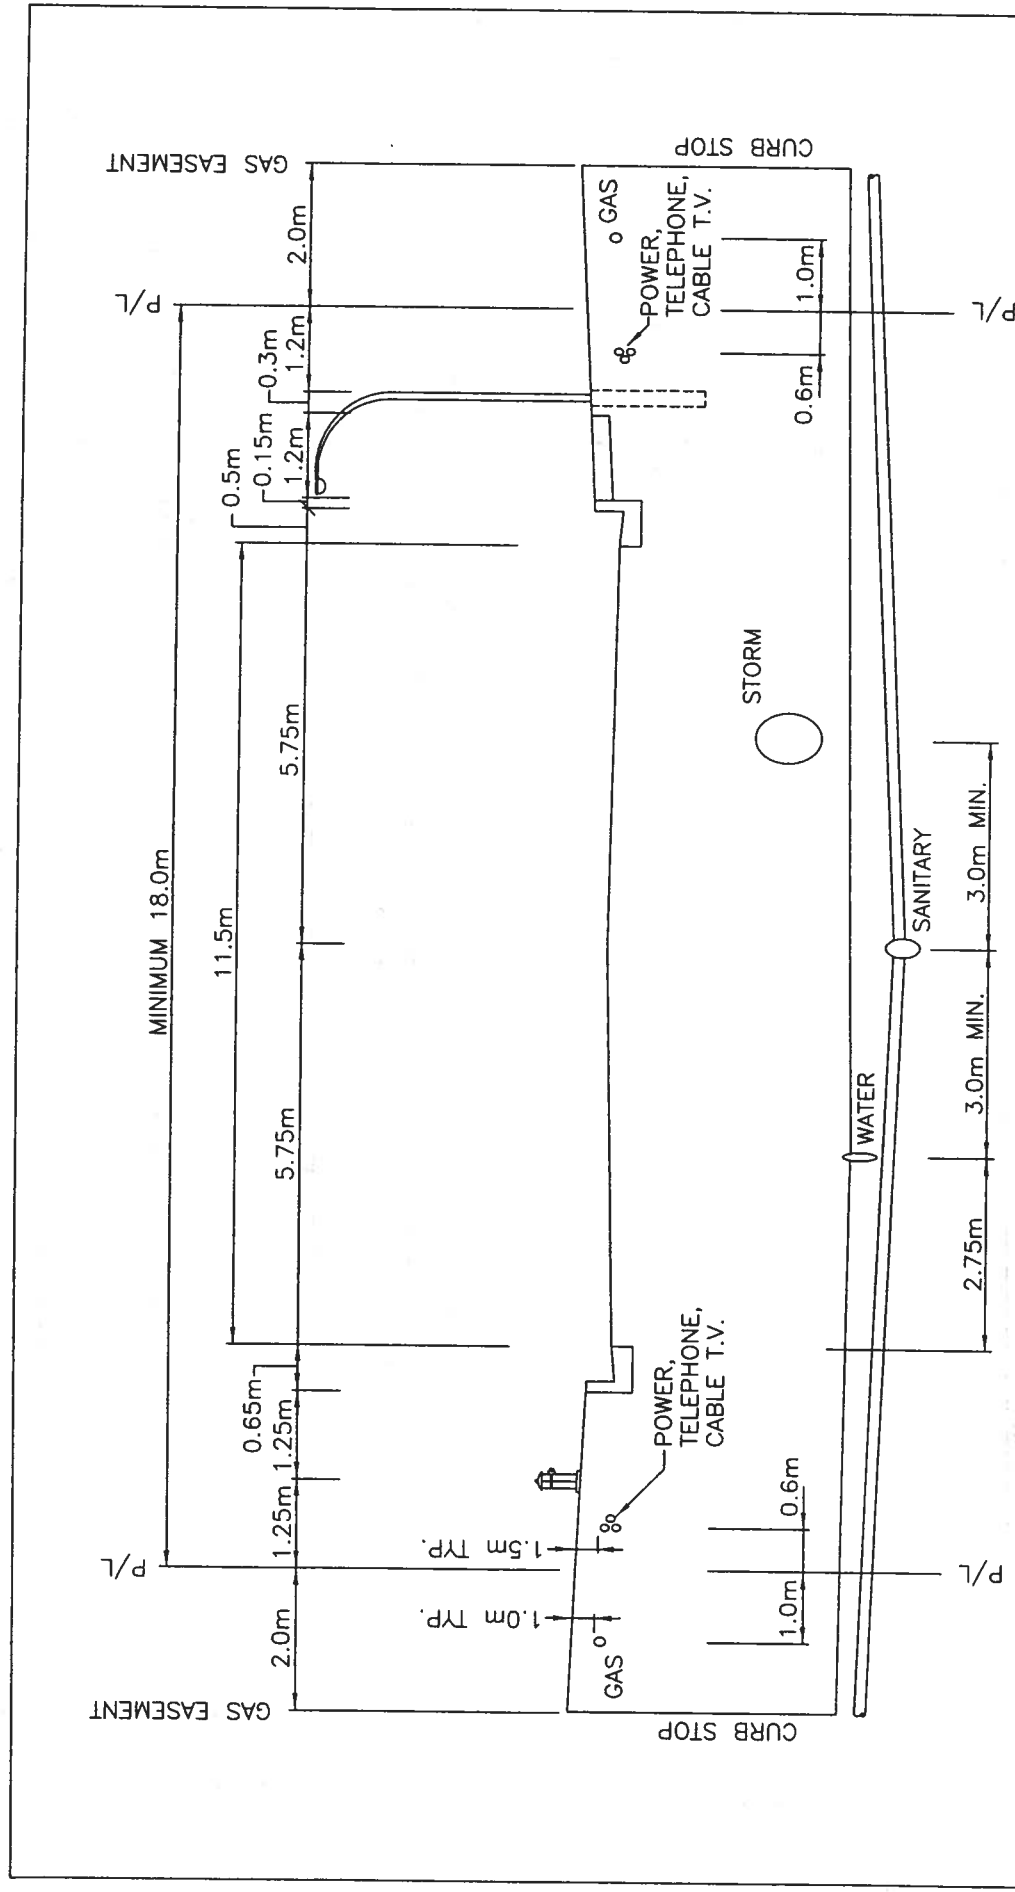 MINIMUM 18.0m
11.5m
P/L
P/L
GAS EASEMENT
GAS EASEMENT
2.0m
1.25m
1.25m
0.65m
5.75m
5.75m
0.5m
0.15m
1.2m
0.3m
1.2m
2.0m
1.0m TYP.
1.5m TYP.
GAS
POWER,
TELEPHONE,
CABLE T.V.
GAS
POWER,
TELEPHONE,
CABLE T.V.
STORM
CURB STOP
CURB STOP
1.0m
0.6m
0.6m
1.0m
WATER
SANITARY
P/L
P/L
2.75m
3.0m MIN.
3.0m MIN.